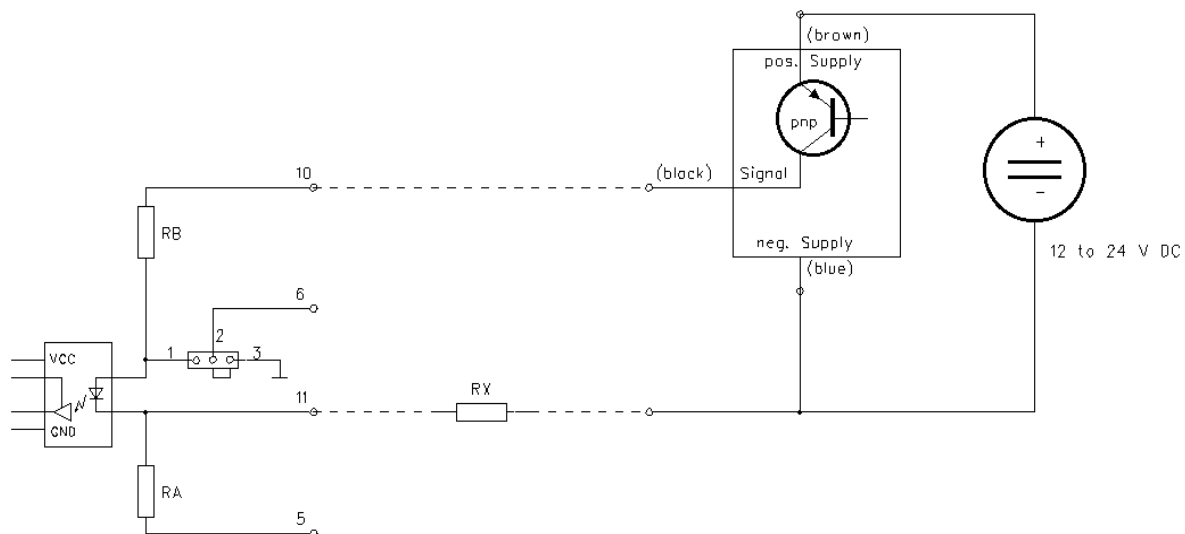 (brown)
pos. Supply
pnp
+
-
10
(black)
Signal
RB
neg. Supply
(blue)
12 to 24 V DC
6
2
1
3
VCC
RX
11
GND
RA
5